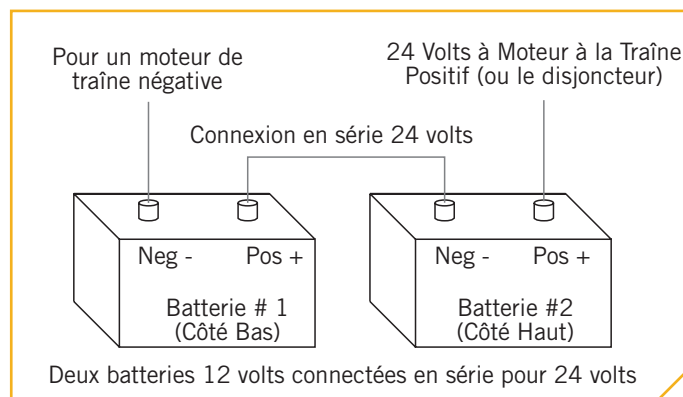 Pour un moteur de
traîne négative
24 Volts à Moteur à la Traîne
Positif (ou le disjoncteur)
Connexion en série 24 volts
Neg - Pos +
Batterie # 1
(Côté Bas)
Neg - Pos +
Batterie #2
(Côté Haut)
Deux batteries 12 volts connectées en série pour 24 volts